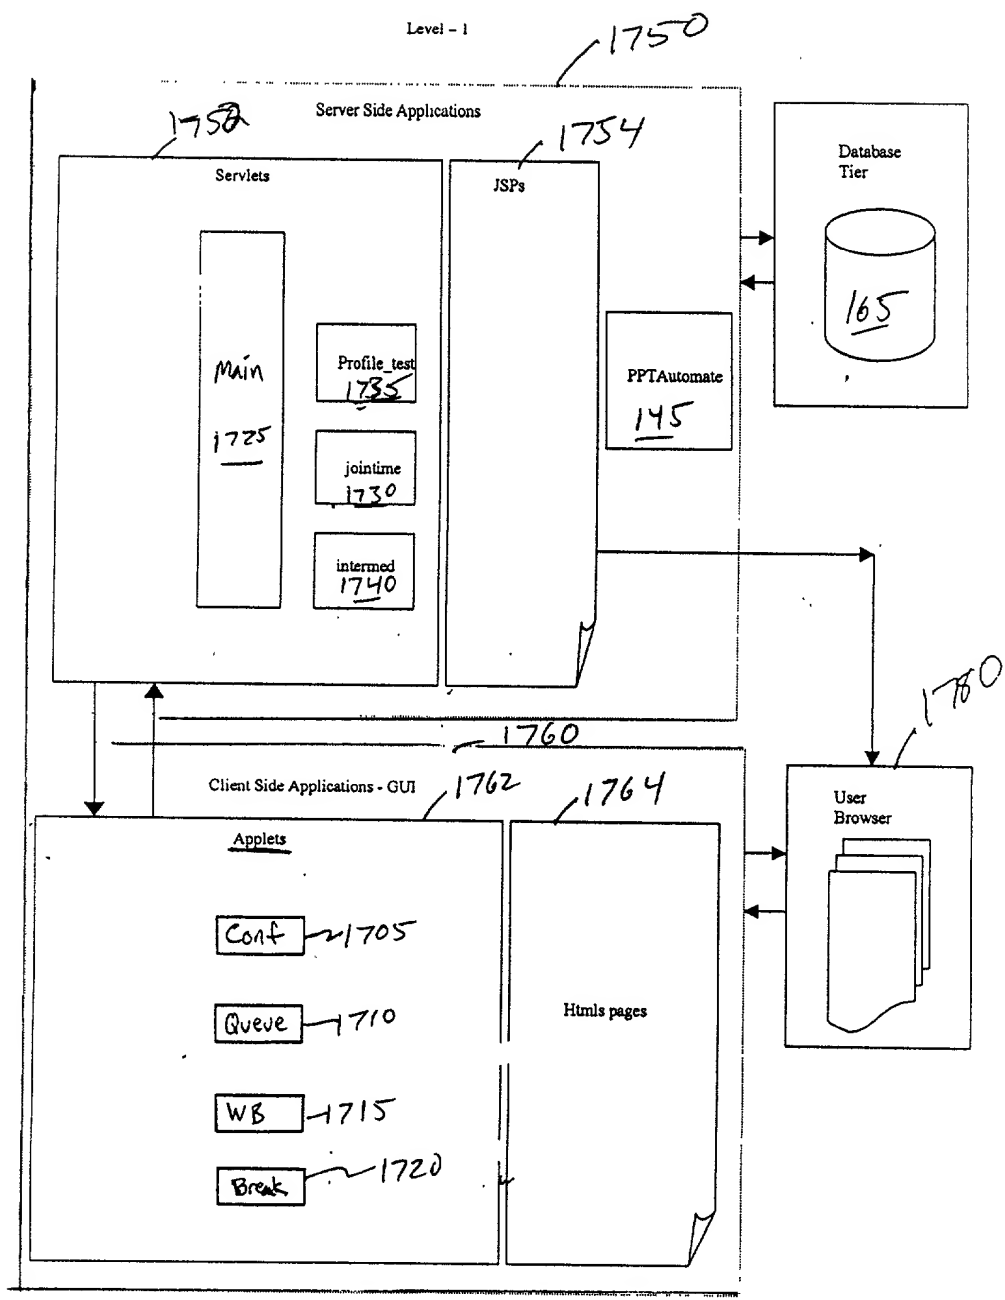 Level - 1
1750
Server Side Applications
1752
1754
Servlets
JSPs
Database
Tier
165
Main
1725
Profile_test
1735
jointime
1730
intermed
1740
PPTAutomate
145
1780
1760
Client Side Applications - GUI
1762
1764
Applets
User
Browser
Conf
1705
Queue
1710
Htmls pages
WB
1715
Break
1720